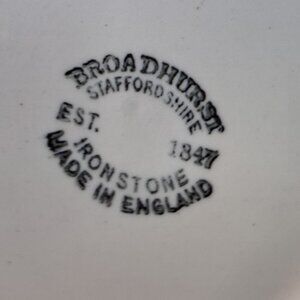 BROADHURST
STAFFORDSHIRE
EST. 1847
IRONSTONE
MADE IN ENGLAND